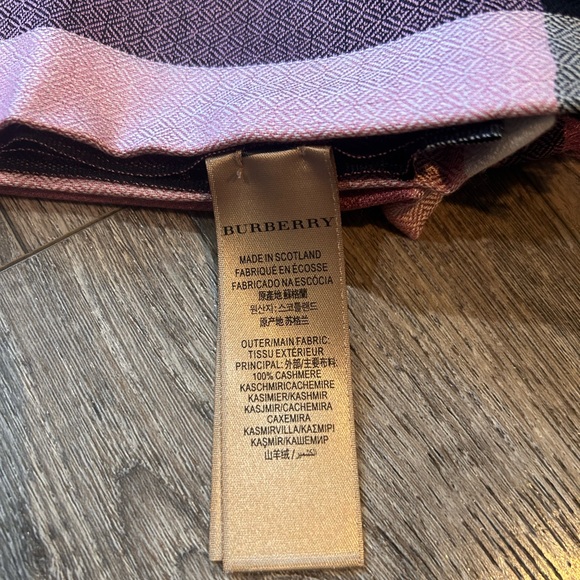 BURBERRY
MADE IN SCOTLAND
FABRIQUÉ EN ÉCOSSE
FABRICADO NA ESCÓCIA
原產地 蘇格蘭
원산지: 스코틀랜드
原产地 苏格兰
OUTER/MAIN FABRIC:
TISSU EXTÉRIEUR
PRINCIPAL: 外部/主要布料
100% CASHMERE
KASCHMIR/CACHEMIRE
KASIMIER/KASHMIR
KASJMIR/CACHEMIRA
CAXEMIRA
KASMIRVILLA/ΚΑΣΜΙΡΙ
KAŞMİR/КАШЕМИР
山羊绒/الكشمير